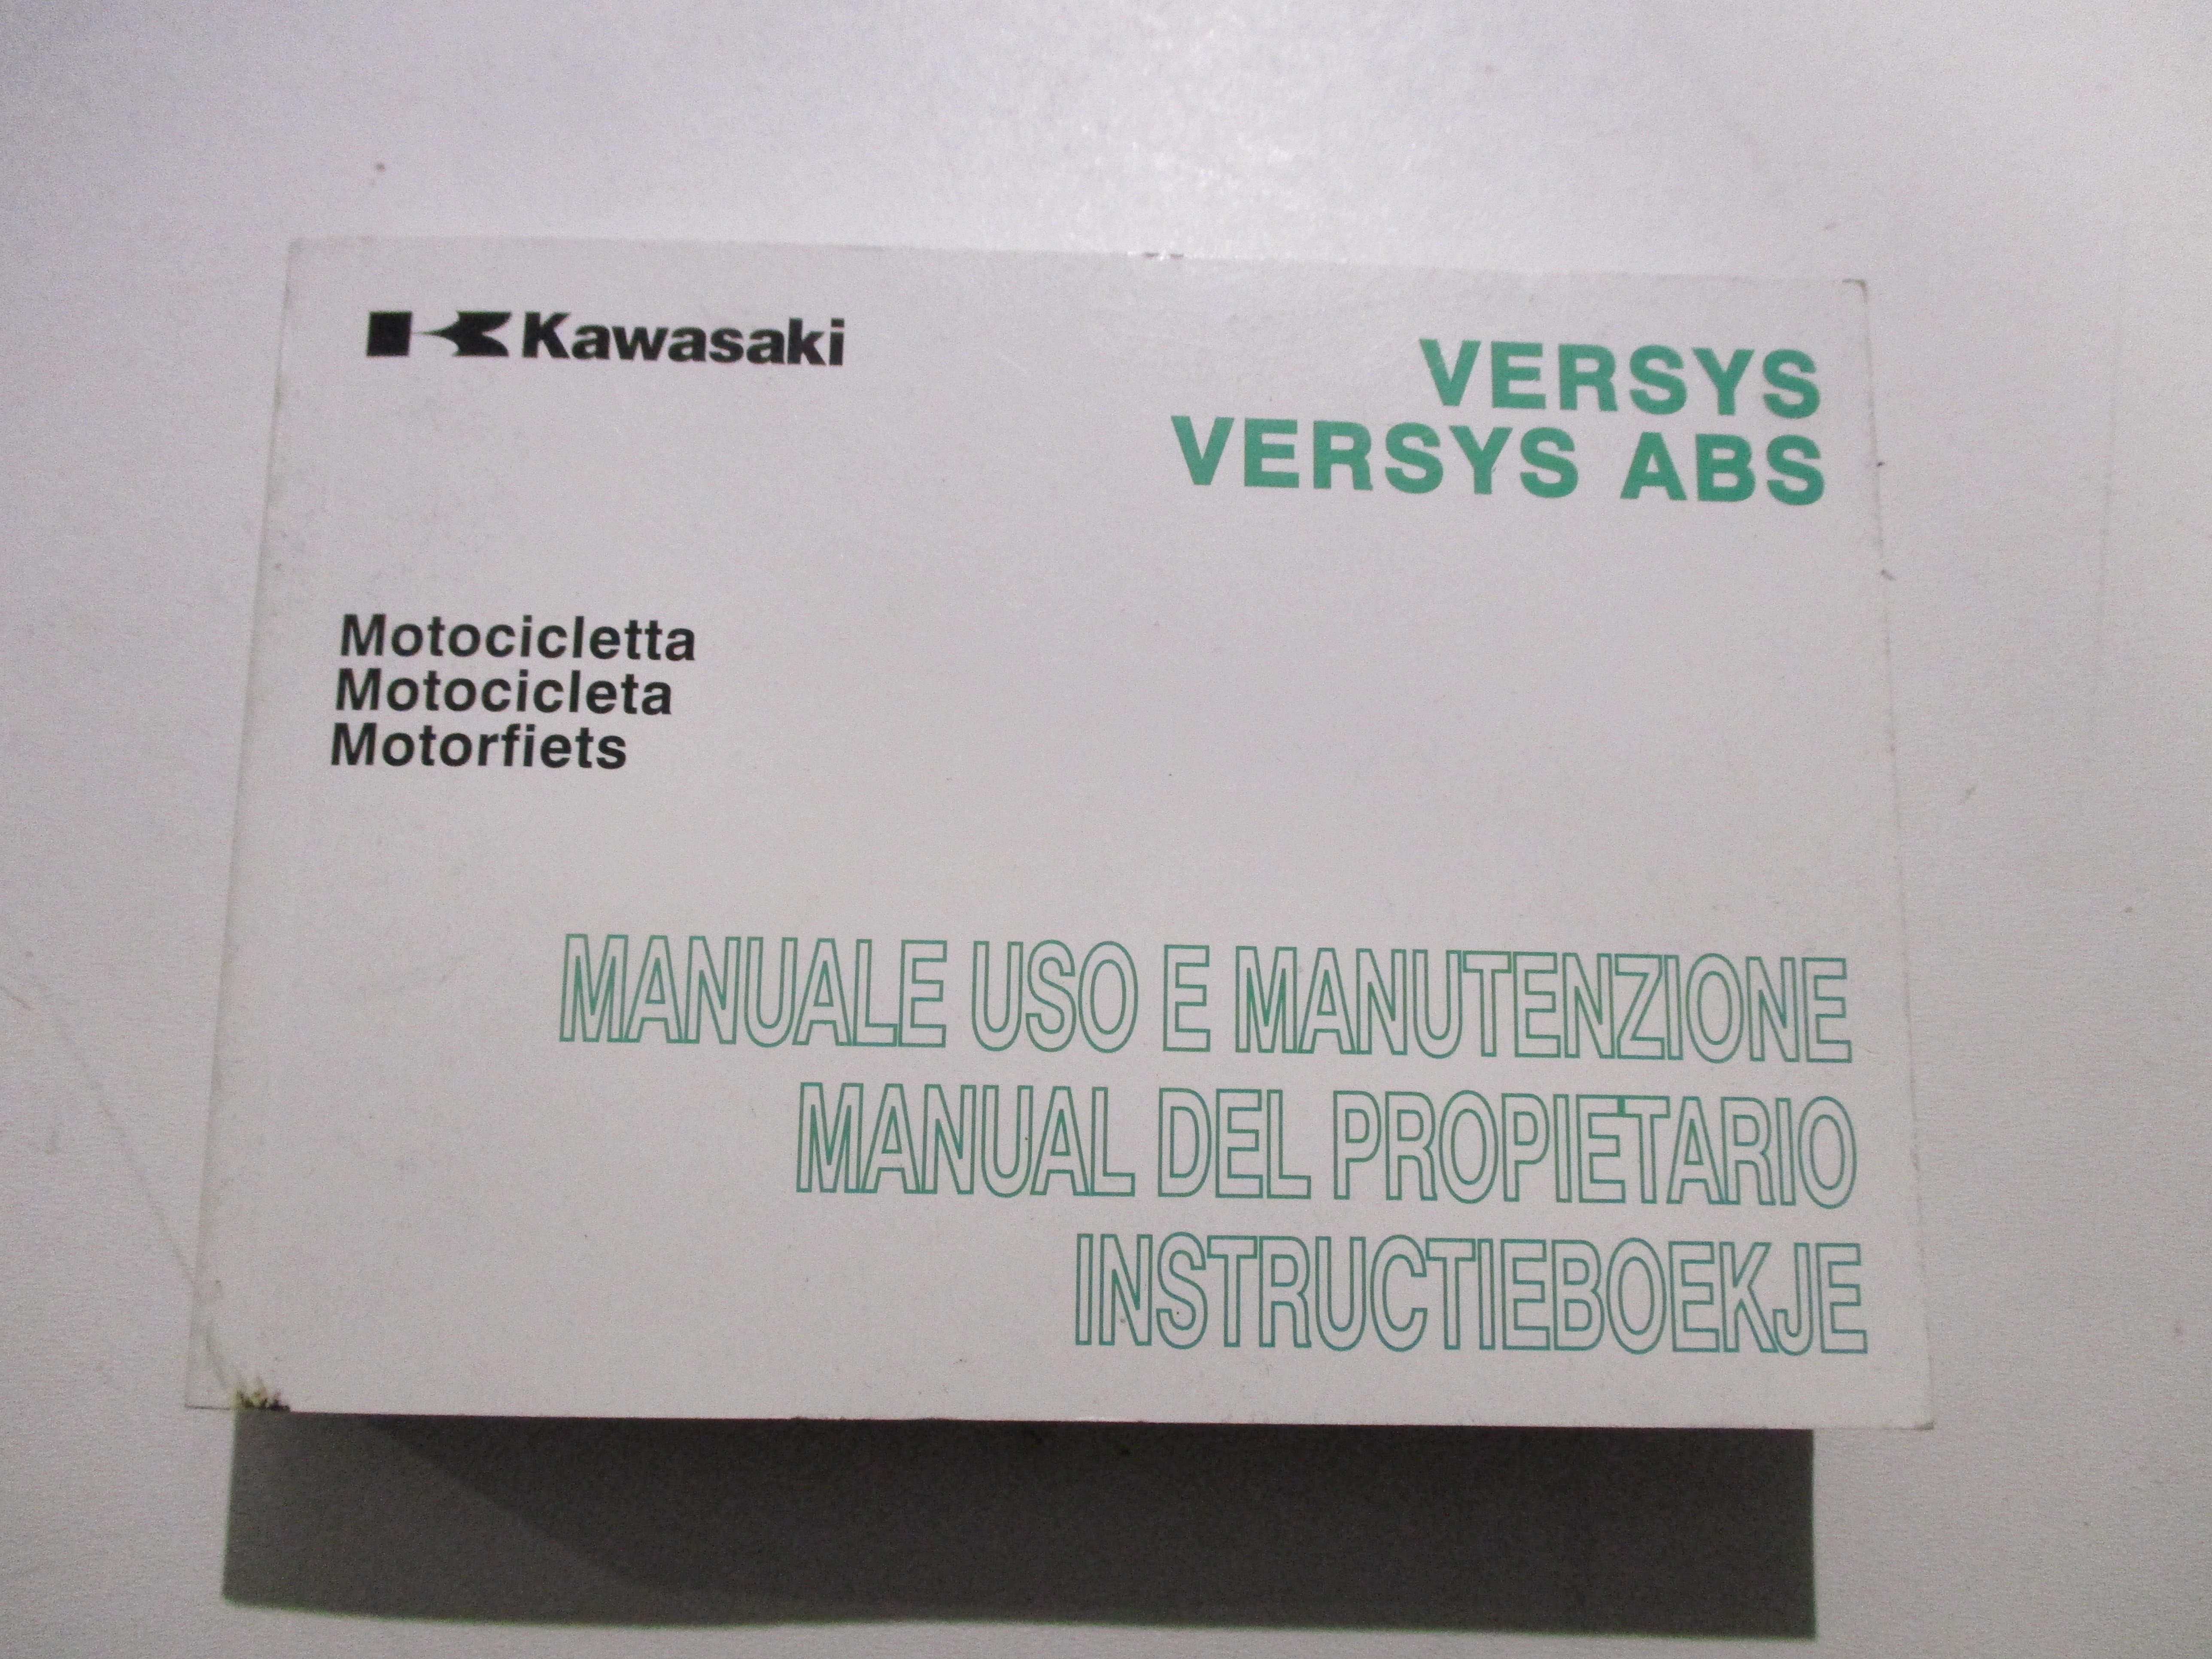 Kawasaki
VERSYS
VERSYS ABS
Motocicletta
Motocicleta
Motorfiets
MANUALE USO E MANUTENZIONE
MANUAL DEL PROPIETARIO
INSTRUCTIEBOEKJE